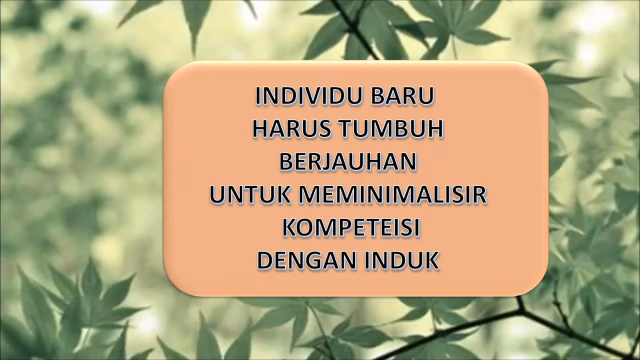 INDIVIDU BARU
HARUS TUMBUH
BERJAUHAN
UNTUK MEMINIMALISIR
KOMPETEISI
DENGAN INDUK